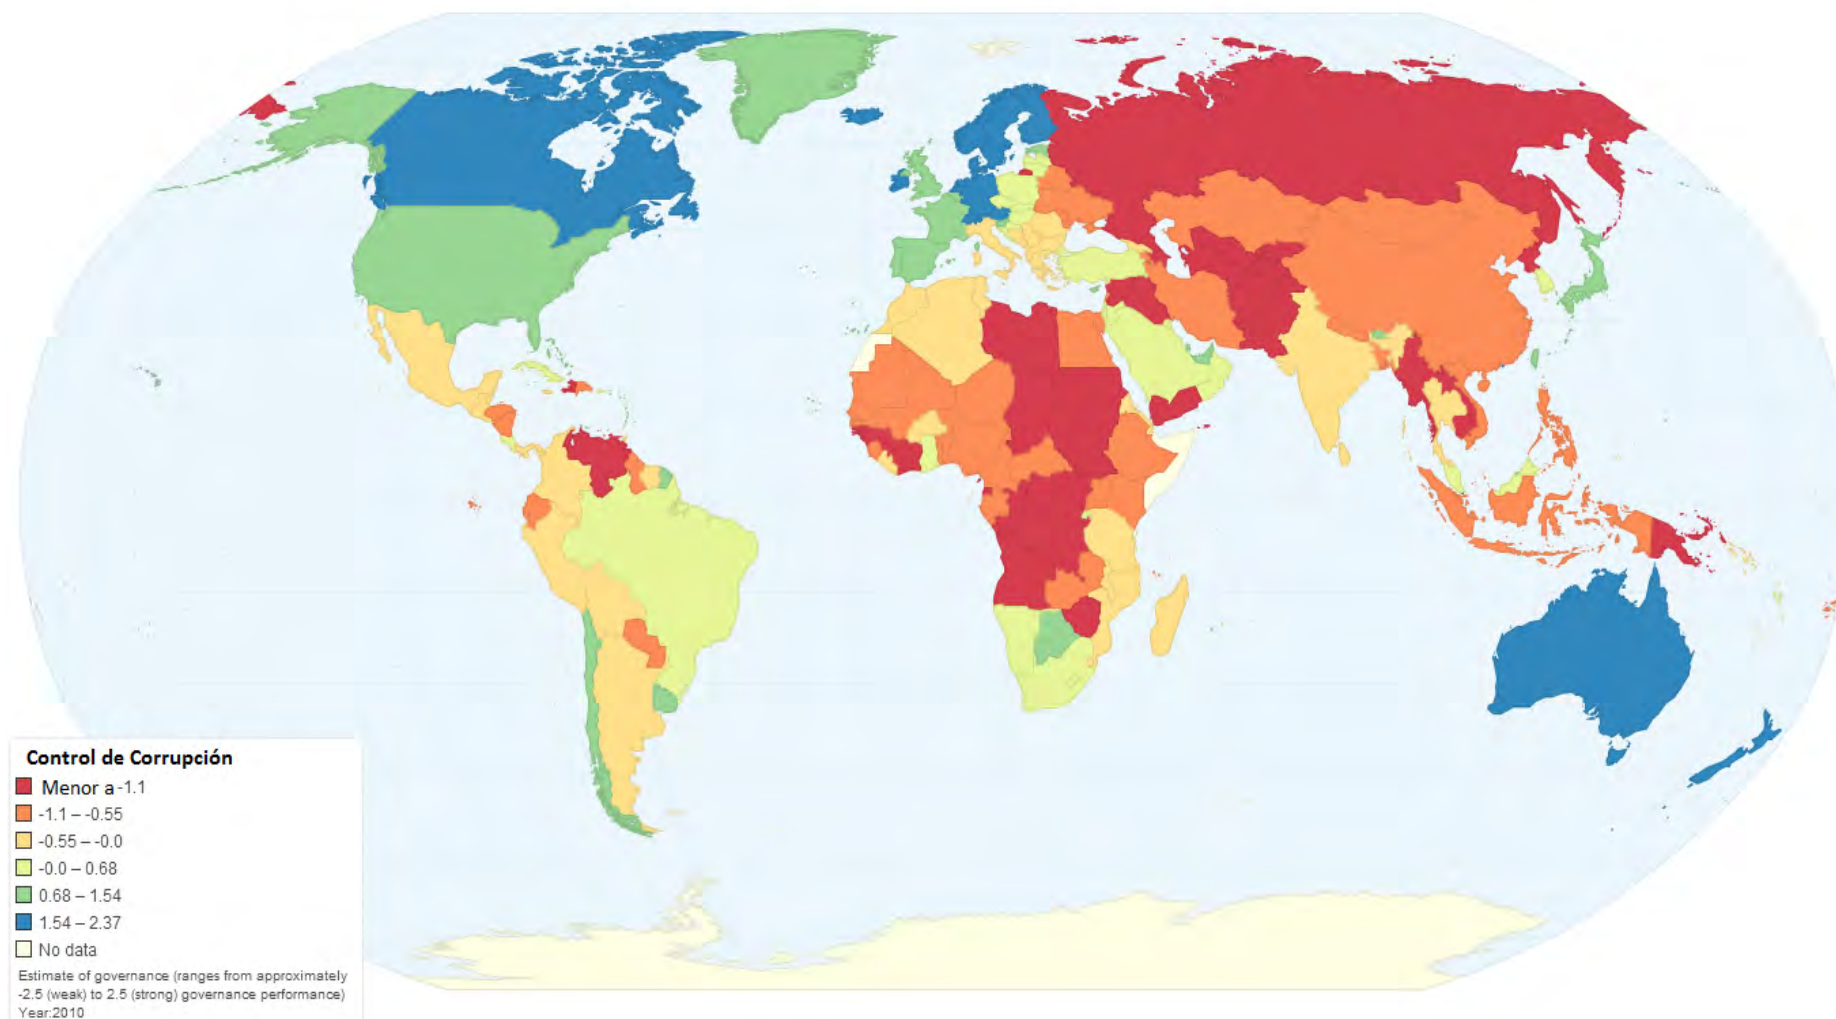 Control de Corrupción
Menor a -1.1
-1.1 – -0.55
-0.55 – -0.0
-0.0 – 0.68
0.68 – 1.54
1.54 – 2.37
No data
Estimate of governance (ranges from approximately
-2.5 (weak) to 2.5 (strong) governance performance)
Year:2010